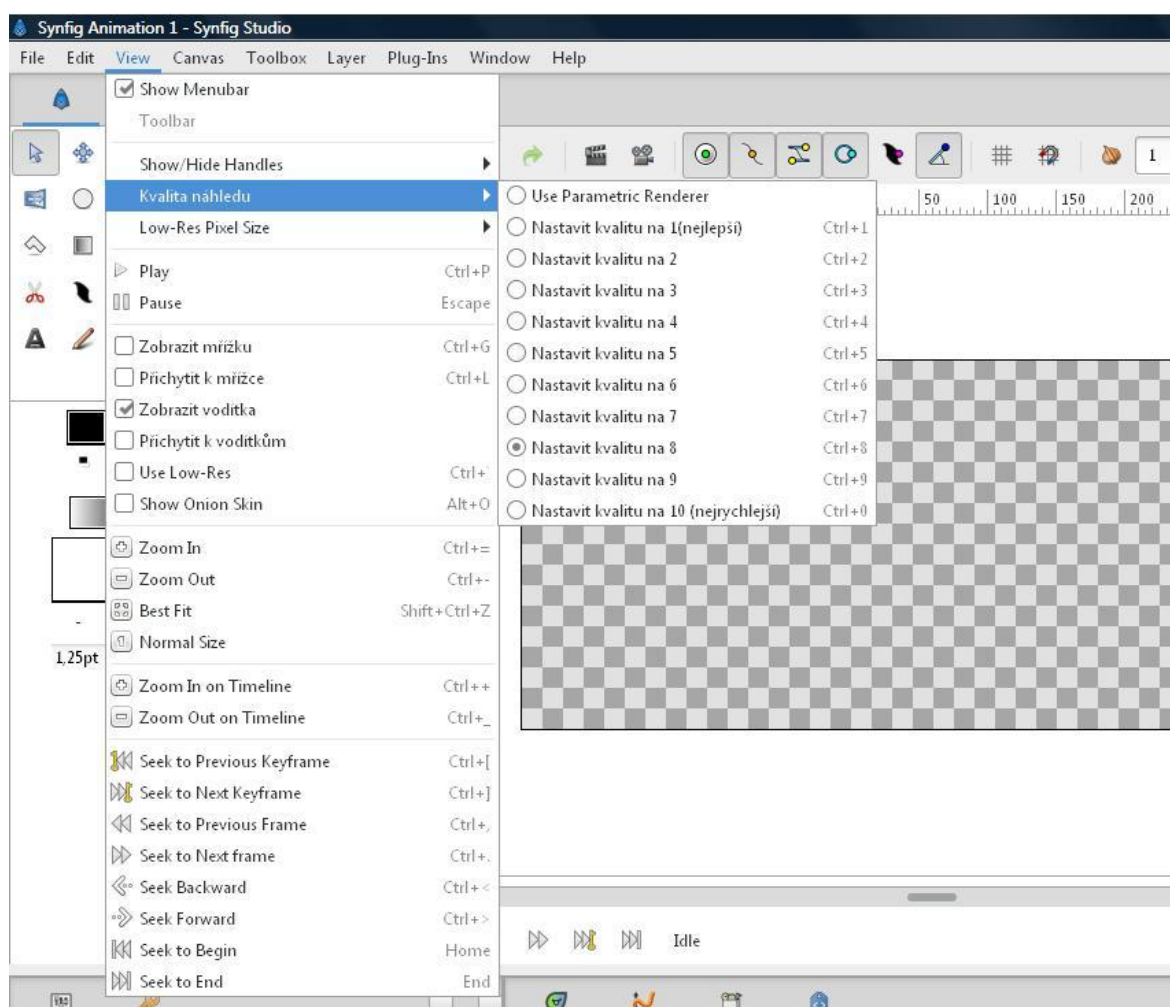 Synfig Animation 1 - Synfig Studio
File Edit View Canvas Toolbox Layer Plug-Ins Window Help
Show Menubar
Toolbar
Show/Hide Handles
Kvalita náhledu
Low-Res Pixel Size
Play Ctrl+P
Pause Escape
Zobrazit mřížku Ctrl+G
Přichytit k mřížce Ctrl+L
Zobrazit voditka
Přichytit k voditkům
Use Low-Res Ctrl+`
Show Onion Skin Alt+O
Zoom In Ctrl+=
Zoom Out Ctrl+-
Best Fit Shift+Ctrl+Z
Normal Size
Zoom In on Timeline Ctrl++
Zoom Out on Timeline Ctrl+_
Seek to Previous Keyframe Ctrl+[
Seek to Next Keyframe Ctrl+]
Seek to Previous Frame Ctrl+,
Seek to Next frame Ctrl+.
Seek Backward Ctrl+<
Seek Forward Ctrl+>
Seek to Begin Home
Seek to End End
Use Parametric Renderer
Nastavit kvalitu na 1(nejlepší) Ctrl+1
Nastavit kvalitu na 2 Ctrl+2
Nastavit kvalitu na 3 Ctrl+3
Nastavit kvalitu na 4 Ctrl+4
Nastavit kvalitu na 5 Ctrl+5
Nastavit kvalitu na 6 Ctrl+6
Nastavit kvalitu na 7 Ctrl+7
Nastavit kvalitu na 8 Ctrl+8
Nastavit kvalitu na 9 Ctrl+9
Nastavit kvalitu na 10 (nejrychlejší) Ctrl+0
1
50 100 150 200
1,25pt
Idle